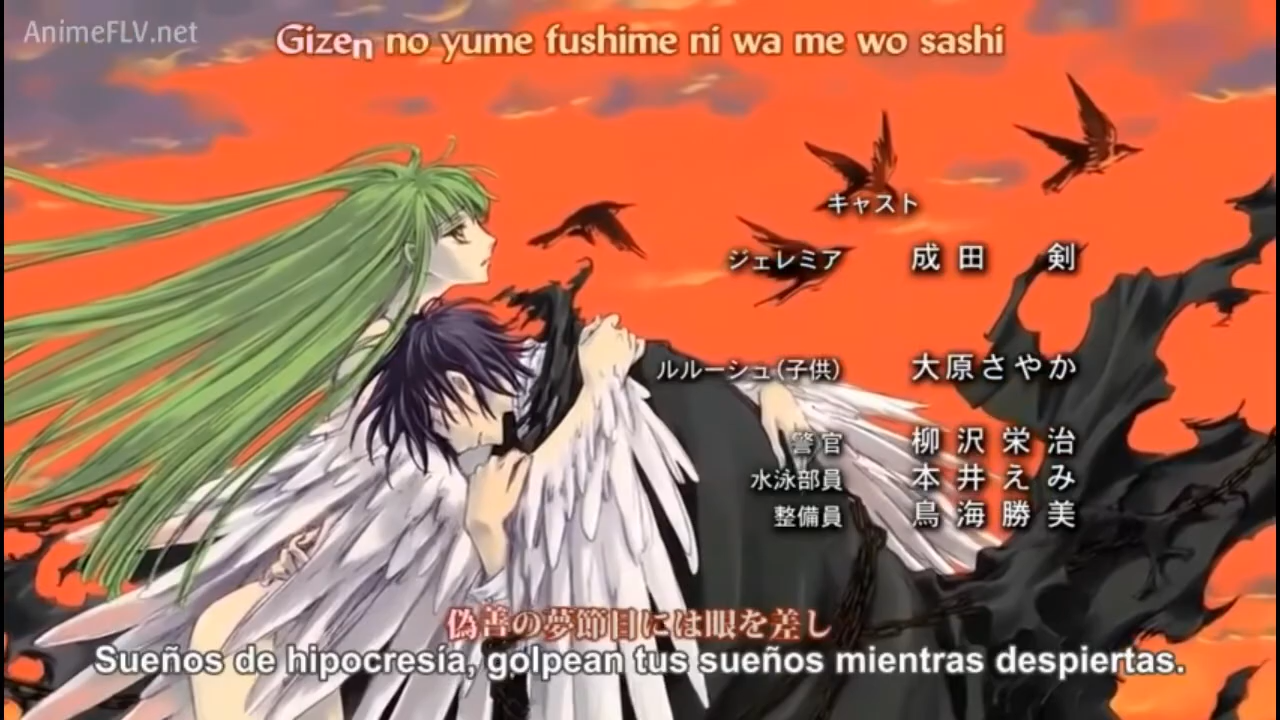 AnimeFLV.net
Gizen no yume fushime ni wa me wo sashi
キャスト
ジェレミア 成田 剣
ルルーシュ(子供) 大原さやか
警官 柳沢栄治
水泳部員 本井えみ
整備員 鳥海勝美
偽善の夢節目には眼を差し
Sueños de hipocresía, golpean tus sueños mientras despiertas.